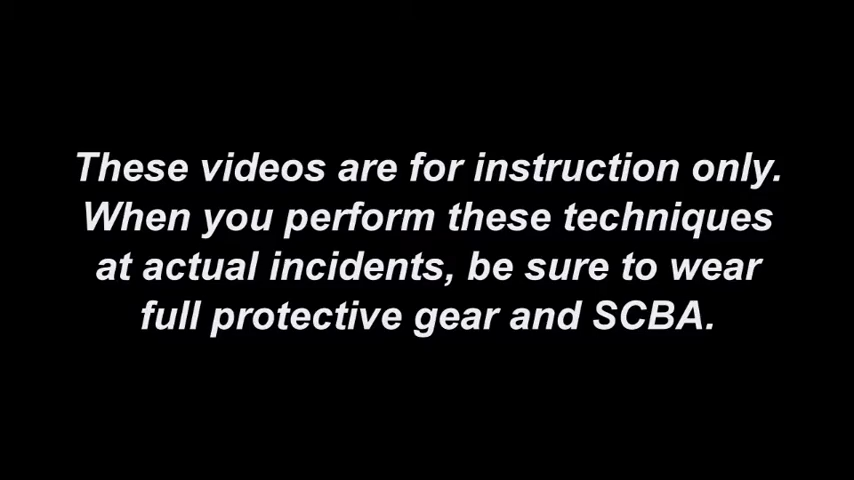 These videos are for instruction only.
When you perform these techniques
at actual incidents, be sure to wear
full protective gear and SCBA.